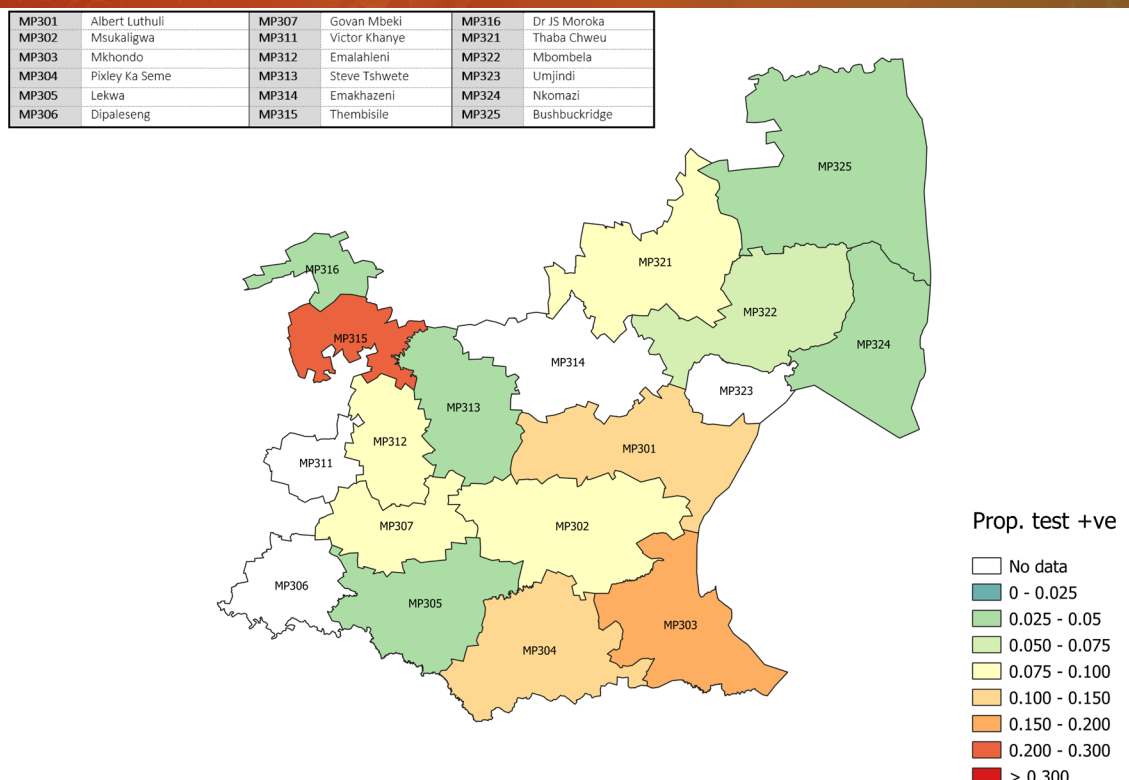 MP301 Albert Luthuli MP307 Govan Mbeki MP316 Dr JS Moroka
MP302 Msukaligwa MP311 Victor Khanye MP321 Thaba Chweu
MP303 Mkhondo MP312 Emalahleni MP322 Mbombela
MP304 Pixley Ka Seme MP313 Steve Tshwete MP323 Umjindi
MP305 Lekwa MP314 Emakhazeni MP324 Nkomazi
MP306 Dipaleseng MP315 Thembisile MP325 Bushbuckridge
MP325
MP321
MP316
MP322
MP315
MP324
MP314
MP323
MP313
MP312
MP301
MP311
MP307
MP302
MP306
MP305
MP303
MP304
Prop. test +ve
No data
0 - 0.025
0.025 - 0.05
0.050 - 0.075
0.075 - 0.100
0.100 - 0.150
0.150 - 0.200
0.200 - 0.300
> 0.300